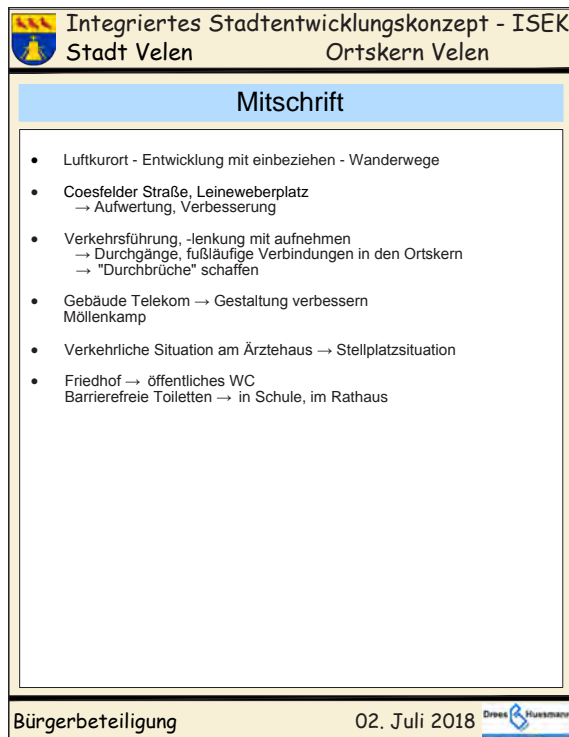 Integriertes Stadtentwicklungskonzept - ISEK
Stadt Velen Ortskern Velen
Mitschrift
• Luftkurort - Entwicklung mit einbeziehen - Wanderwege
• Coesfelder Straße, Leineweberplatz
→ Aufwertung, Verbesserung
• Verkehrsführung, -lenkung mit aufnehmen
→ Durchgänge, fußläufige Verbindungen in den Ortskern
→ "Durchbrüche" schaffen
• Gebäude Telekom → Gestaltung verbessern
Möllenkamp
• Verkehrliche Situation am Ärztehaus → Stellplatzsituation
• Friedhof → öffentliches WC
Barrierefreie Toiletten → in Schule, im Rathaus
Bürgerbeteiligung 02. Juli 2018 Drees Huesmann